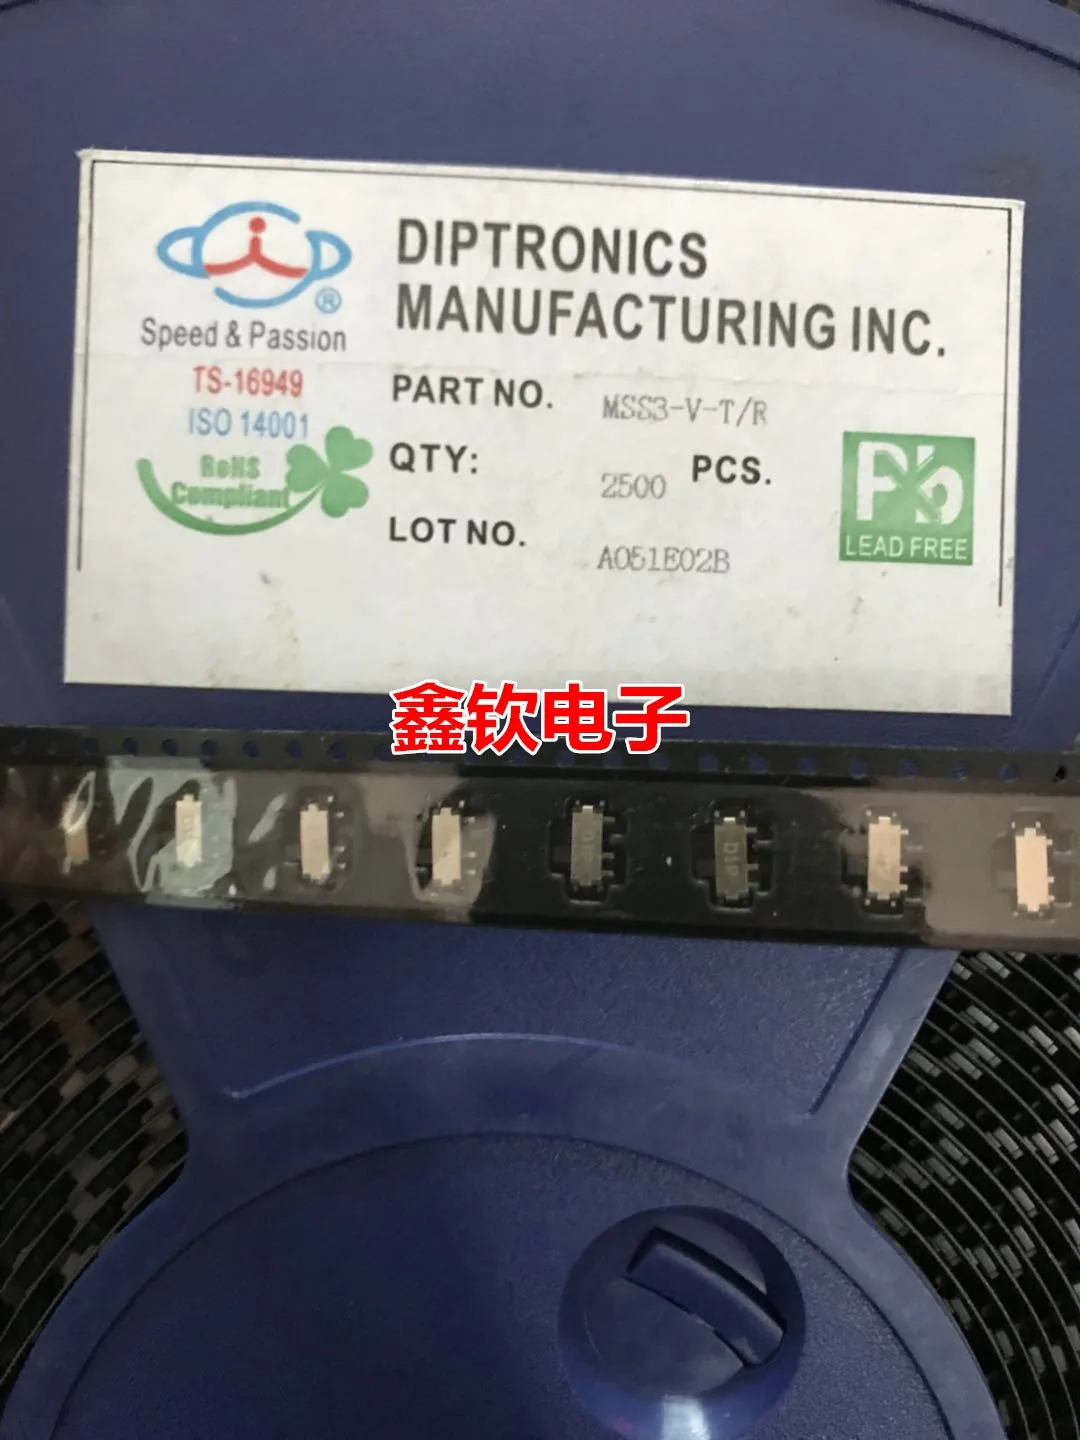 DIPTRONICS
MANUFACTURING INC.
®
Speed & Passion
TS-16949
ISO 14001
RoHS
Compliant
PART NO. MSS3-V-T/R
QTY: 2500 PCS.
LOT NO. A051E02B
Pb
LEAD FREE
鑫钦电子
DIP